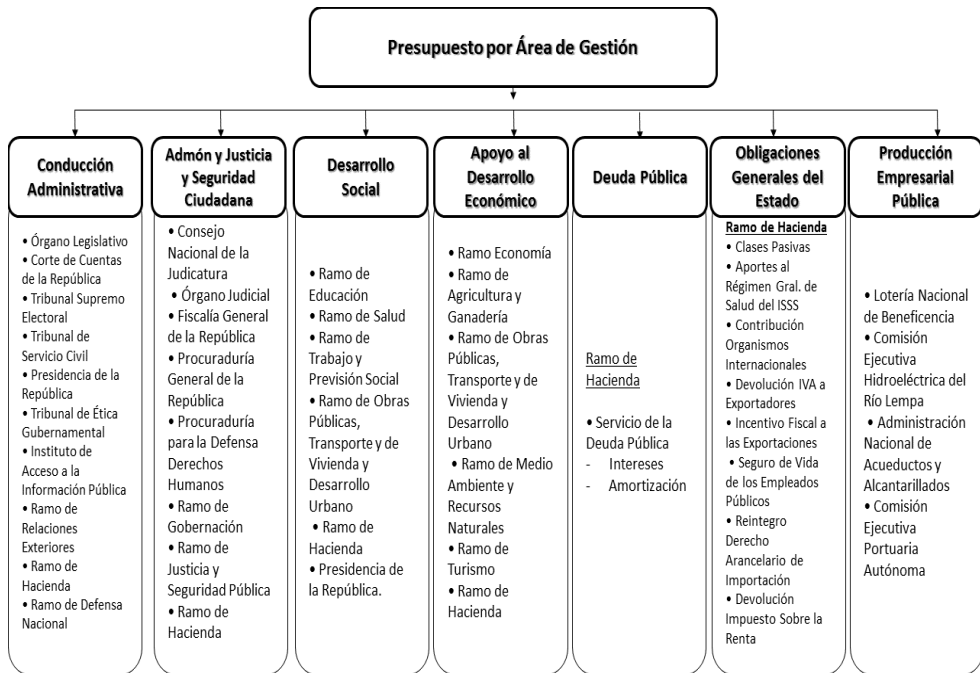 Presupuesto por Área de Gestión
Conducción
Administrativa
• Órgano Legislativo
• Corte de Cuentas
de la República
• Tribunal Supremo
Electoral
• Tribunal de
Servicio Civil
• Presidencia de la
República
• Tribunal de Ética
Gubernamental
• Instituto de
Acceso a la
Información Pública
• Ramo de
Relaciones
Exteriores
• Ramo de
Hacienda
• Ramo de Defensa
Nacional
Admón y Justicia
y Seguridad
Ciudadana
• Consejo
Nacional de la
Judicatura
• Órgano Judicial
• Fiscalía General
de la República
• Procuraduría
General de la
República
• Procuraduría
para la Defensa
Derechos
Humanos
• Ramo de
Gobernación
• Ramo de
Justicia y
Seguridad Pública
• Ramo de
Hacienda
Desarrollo
Social
• Ramo de
Educación
• Ramo de Salud
• Ramo de
Trabajo y
Previsión Social
• Ramo de Obras
Públicas,
Transporte y de
Vivienda y
Desarrollo
Urbano
• Ramo de
Hacienda
• Presidencia de
la República.
Apoyo al
Desarrollo
Económico
• Ramo Economía
• Ramo de
Agricultura y
Ganadería
• Ramo de Obras
Públicas,
Transporte y de
Vivienda y
Desarrollo
Urbano
• Ramo de Medio
Ambiente y
Recursos
Naturales
• Ramo de
Turismo
• Ramo de
Hacienda
Deuda Pública
Ramo de
Hacienda
• Servicio de la
Deuda Pública
- Intereses
- Amortización
Obligaciones
Generales del
Estado
Ramo de Hacienda
• Clases Pasivas
• Aportes al
Régimen Gral. de
Salud del ISSS
• Contribución
Organismos
Internacionales
• Devolución IVA a
Exportadores
• Incentivo Fiscal a
las Exportaciones
• Seguro de Vida
de los Empleados
Públicos
• Reintegro
Derecho
Arancelario de
Importación
• Devolución
Impuesto Sobre la
Renta
Producción
Empresarial
Pública
• Lotería Nacional
de Beneficencia
• Comisión
Ejecutiva
Hidroeléctrica del
Río Lempa
• Administración
Nacional de
Acueductos y
Alcantarillados
• Comisión
Ejecutiva
Portuaria
Autónoma